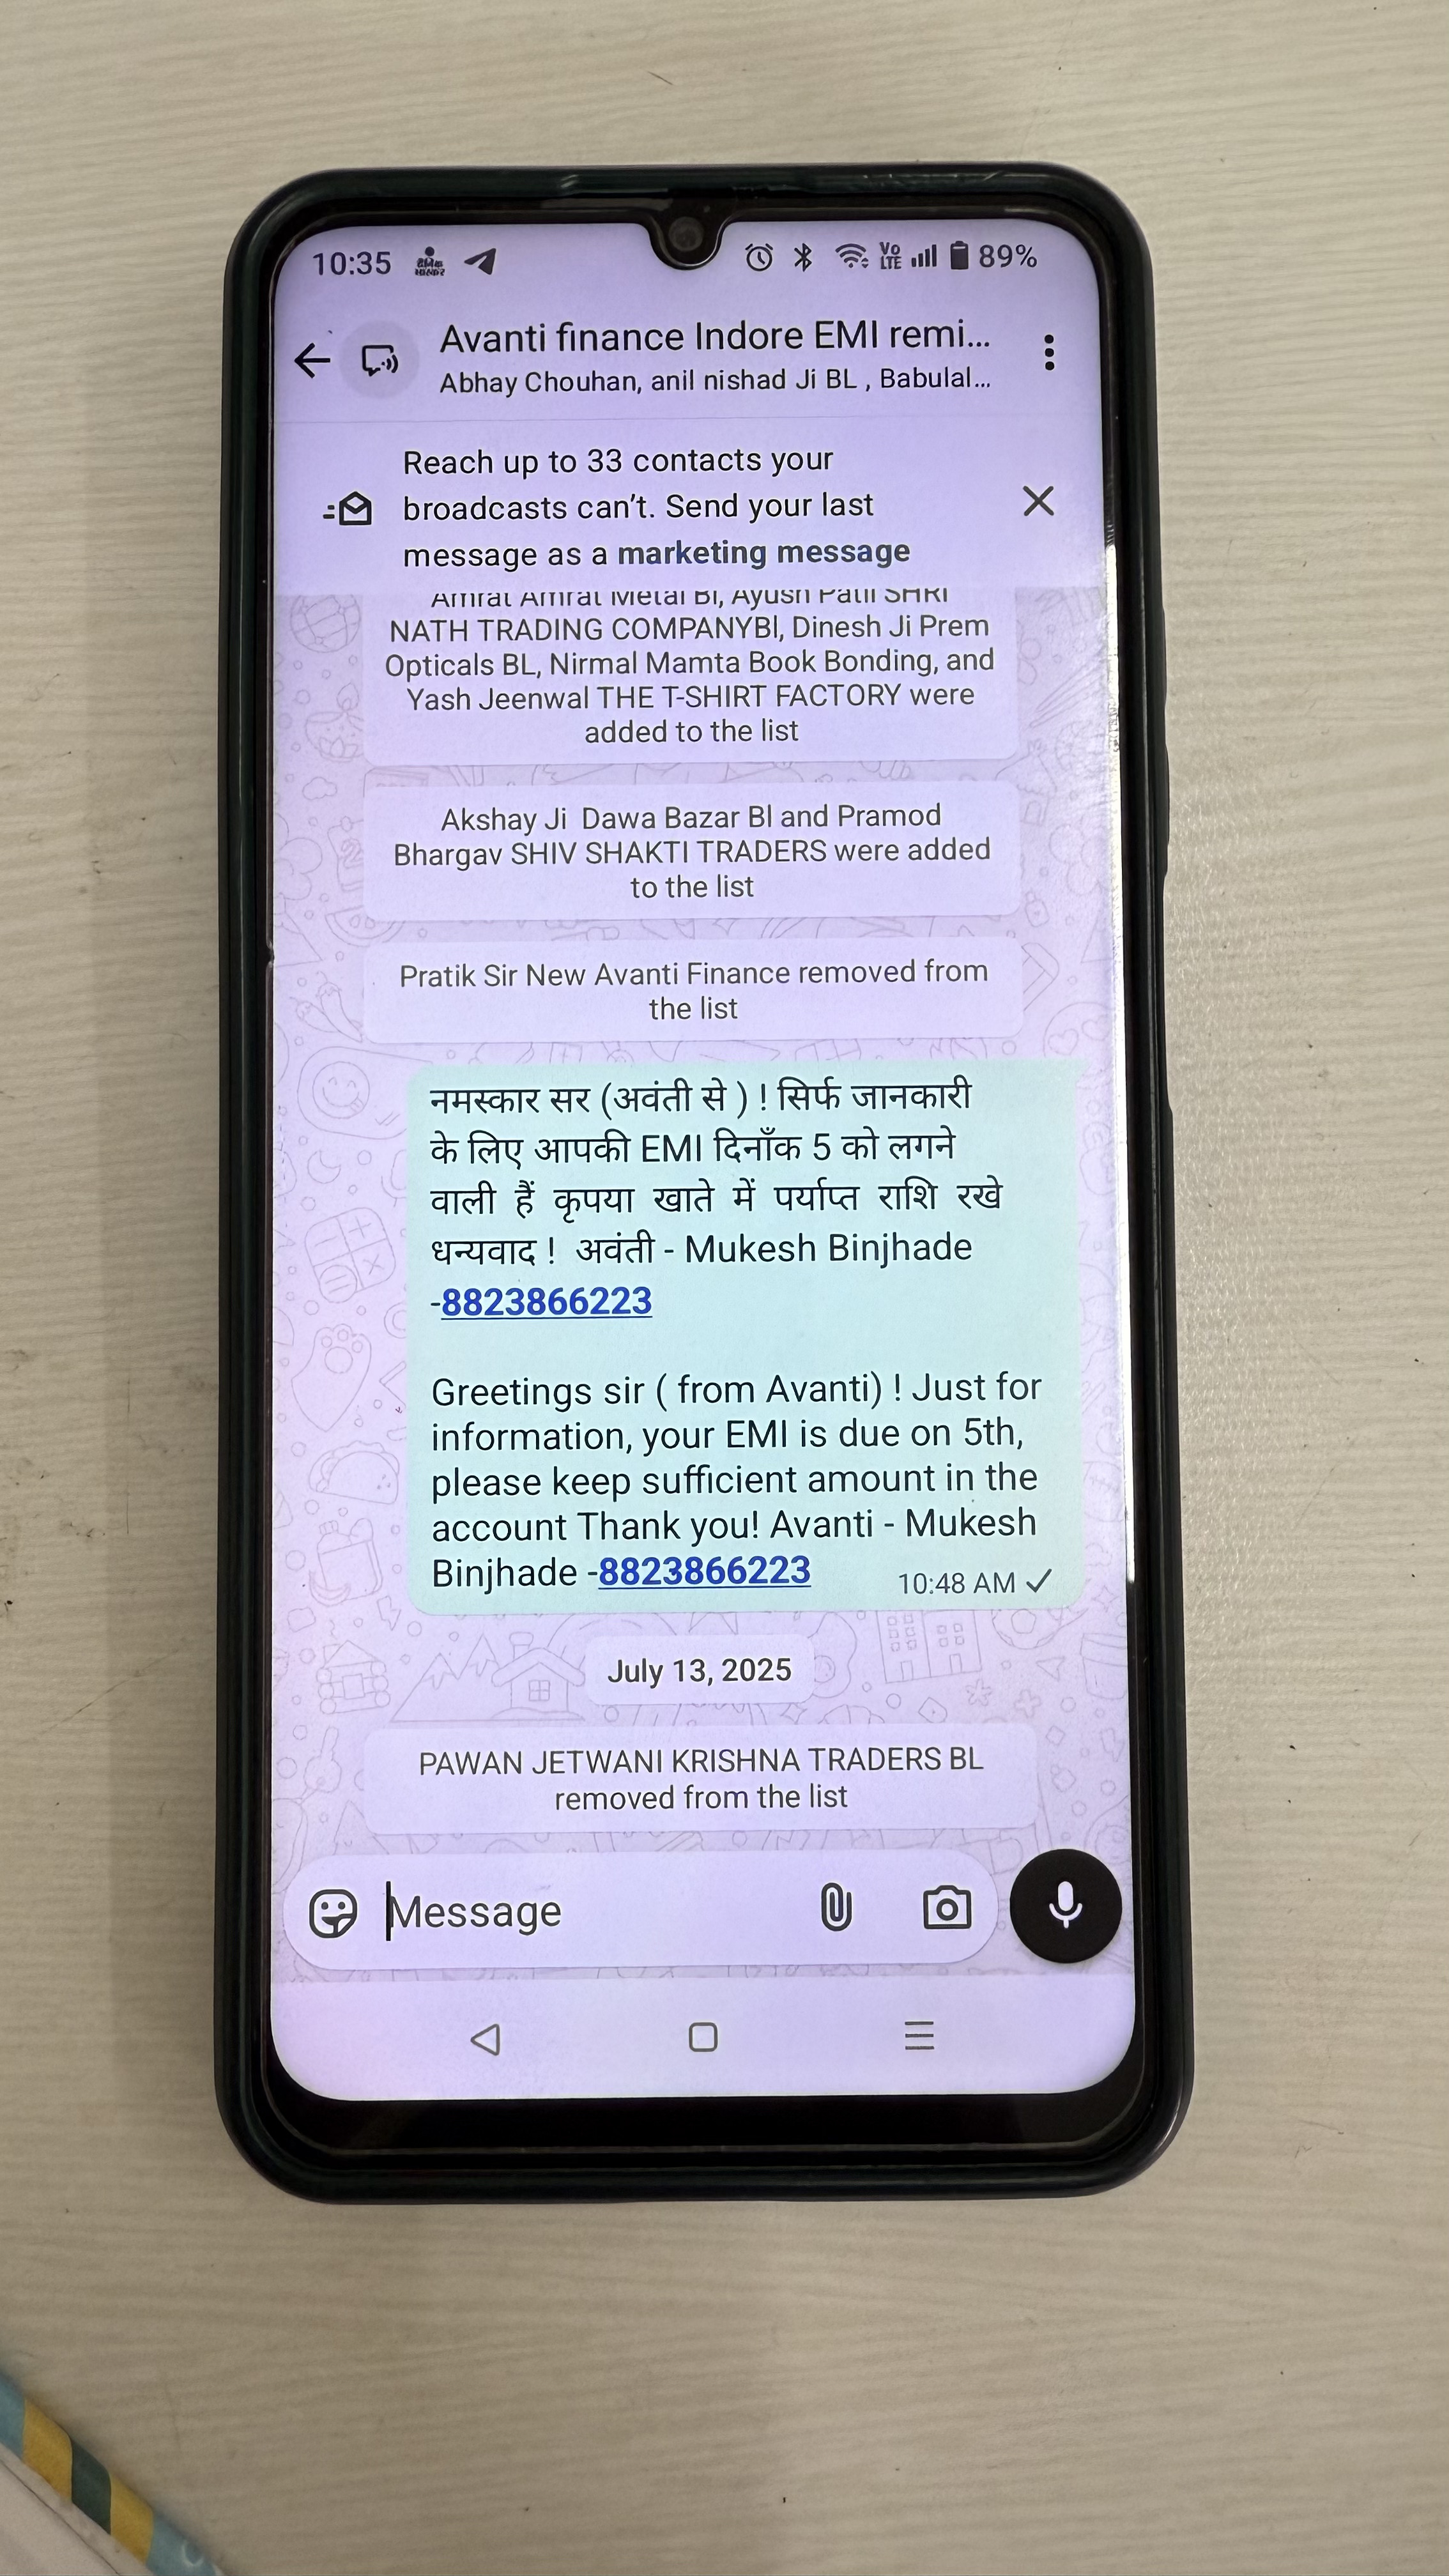 10:35 Vo LTE 89%
Avanti finance Indore EMI remi...
Abhay Chouhan, anil nishad Ji BL , Babulal...
Reach up to 33 contacts your
broadcasts can't. Send your last
message as a marketing message
Amrat Amrat Metal Bl, Ayush Patil SHRI
NATH TRADING COMPANYBl, Dinesh Ji Prem
Opticals BL, Nirmal Mamta Book Bonding, and
Yash Jeenwal THE T-SHIRT FACTORY were
added to the list
Akshay Ji Dawa Bazar Bl and Pramod
Bhargav SHIV SHAKTI TRADERS were added
to the list
Pratik Sir New Avanti Finance removed from
the list
नमस्कार सर (अवंती से ) ! सिर्फ जानकारी
के लिए आपकी EMI दिनाँक 5 को लगने
वाली हैं कृपया खाते में पर्याप्त राशि रखे
धन्यवाद ! अवंती - Mukesh Binjhade
-8823866223
Greetings sir ( from Avanti) ! Just for
information, your EMI is due on 5th,
please keep sufficient amount in the
account Thank you! Avanti - Mukesh
Binjhade -8823866223
10:48 AM
July 13, 2025
PAWAN JETWANI KRISHNA TRADERS BL
removed from the list
Message